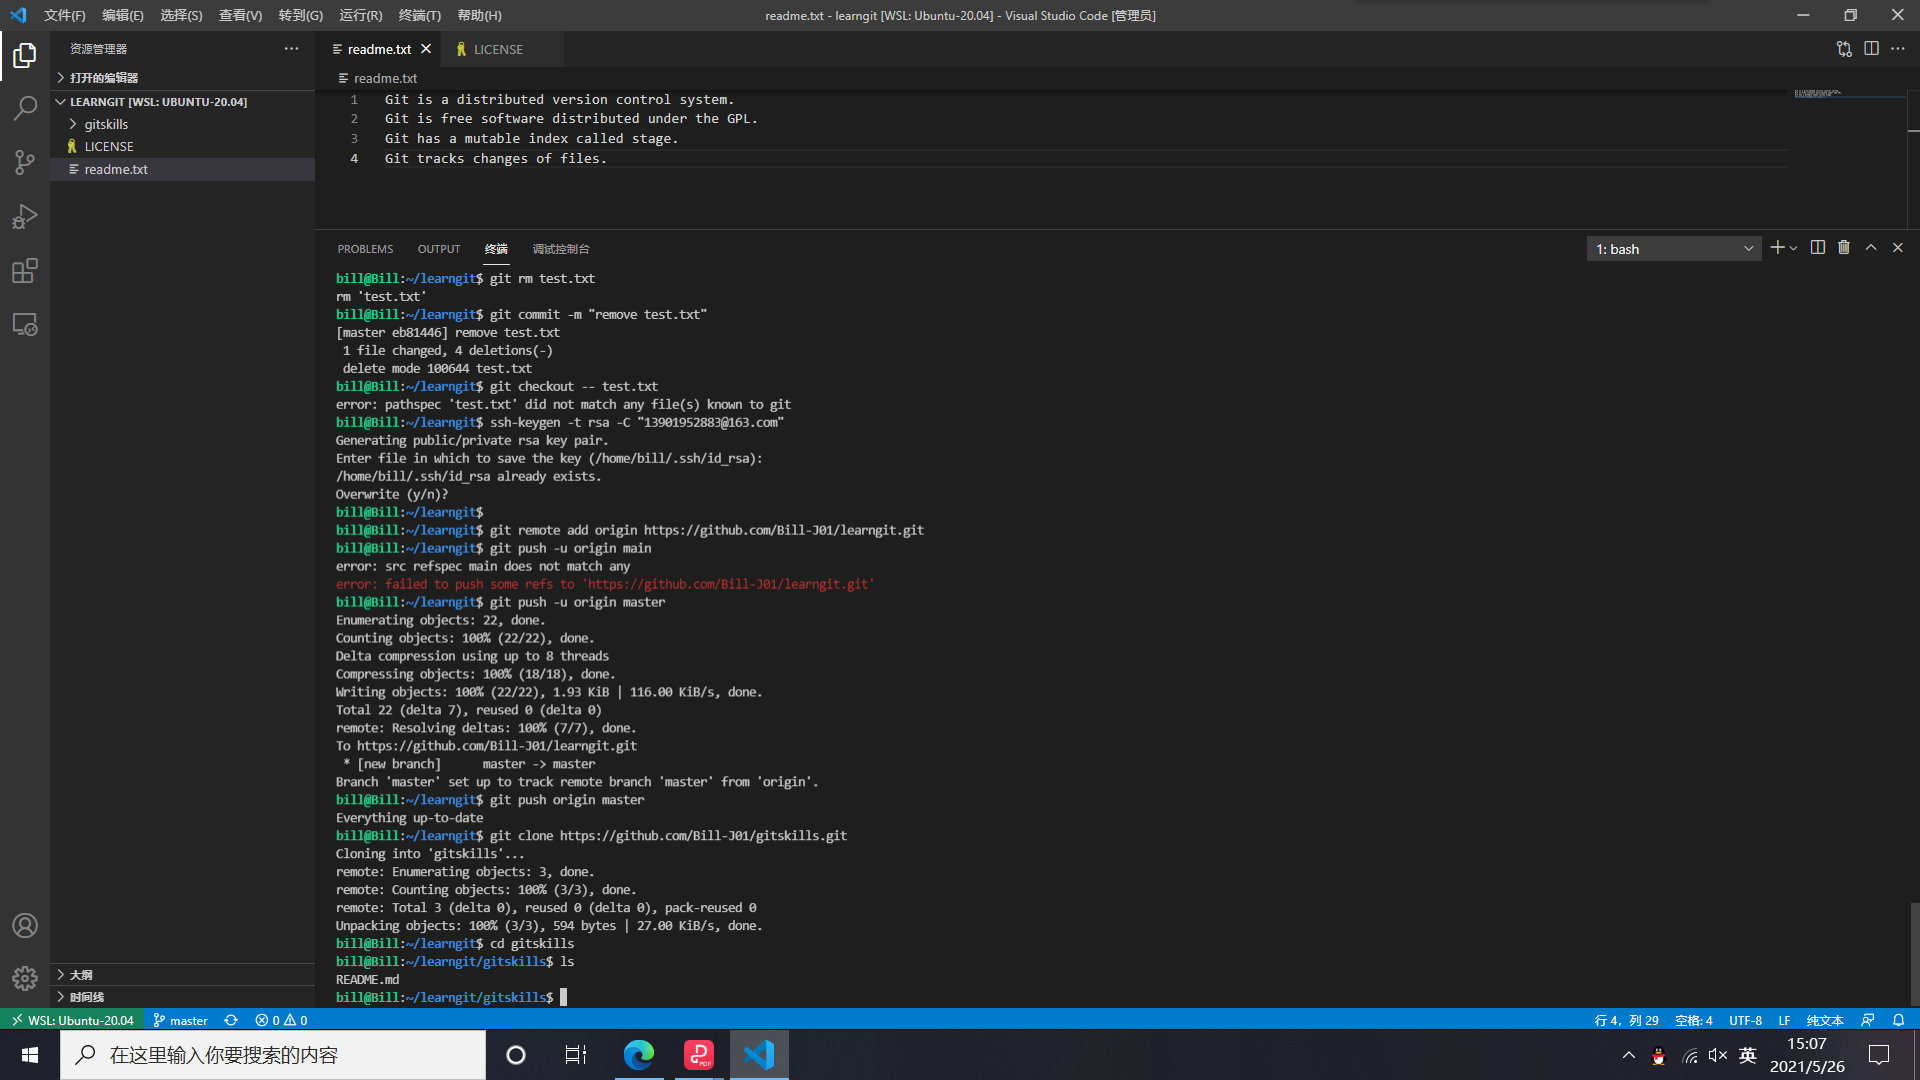 文件(F) 编辑(E) 选择(S) 查看(V) 转到(G) 运行(R) 终端(T) 帮助(H)
readme.txt - learngit [WSL: Ubuntu-20.04] - Visual Studio Code [管理员]
资源管理器
打开的编辑器
LEARNGIT [WSL: UBUNTU-20.04]
gitskills
LICENSE
readme.txt
大纲
时间线
readme.txt
LICENSE
readme.txt
1 Git is a distributed version control system.
2 Git is free software distributed under the GPL.
3 Git has a mutable index called stage.
4 Git tracks changes of files.
PROBLEMS OUTPUT 终端 调试控制台
1: bash
bill@Bill:~/learngit$ git rm test.txt
rm 'test.txt'
bill@Bill:~/learngit$ git commit -m "remove test.txt"
[master eb81446] remove test.txt
1 file changed, 4 deletions(-)
delete mode 100644 test.txt
bill@Bill:~/learngit$ git checkout -- test.txt
error: pathspec 'test.txt' did not match any file(s) known to git
bill@Bill:~/learngit$ ssh-keygen -t rsa -C "13901952883@163.com"
Generating public/private rsa key pair.
Enter file in which to save the key (/home/bill/.ssh/id_rsa):
/home/bill/.ssh/id_rsa already exists.
Overwrite (y/n)?
bill@Bill:~/learngit$
bill@Bill:~/learngit$ git remote add origin https://github.com/Bill-J01/learngit.git
bill@Bill:~/learngit$ git push -u origin main
error: src refspec main does not match any
error: failed to push some refs to 'https://github.com/Bill-J01/learngit.git'
bill@Bill:~/learngit$ git push -u origin master
Enumerating objects: 22, done.
Counting objects: 100% (22/22), done.
Delta compression using up to 8 threads
Compressing objects: 100% (18/18), done.
Writing objects: 100% (22/22), 1.93 KiB | 116.00 KiB/s, done.
Total 22 (delta 7), reused 0 (delta 0)
remote: Resolving deltas: 100% (7/7), done.
To https://github.com/Bill-J01/learngit.git
* [new branch] master -> master
Branch 'master' set up to track remote branch 'master' from 'origin'.
bill@Bill:~/learngit$ git push origin master
Everything up-to-date
bill@Bill:~/learngit$ git clone https://github.com/Bill-J01/gitskills.git
Cloning into 'gitskills'...
remote: Enumerating objects: 3, done.
remote: Counting objects: 100% (3/3), done.
remote: Total 3 (delta 0), reused 0 (delta 0), pack-reused 0
Unpacking objects: 100% (3/3), 594 bytes | 27.00 KiB/s, done.
bill@Bill:~/learngit$ cd gitskills
bill@Bill:~/learngit/gitskills$ ls
README.md
bill@Bill:~/learngit/gitskills$
WSL: Ubuntu-20.04 master 0 0 行 4，列 29 空格: 4 UTF-8 LF 纯文本
在这里输入你要搜索的内容
PDF
英
15:07
2021/5/26